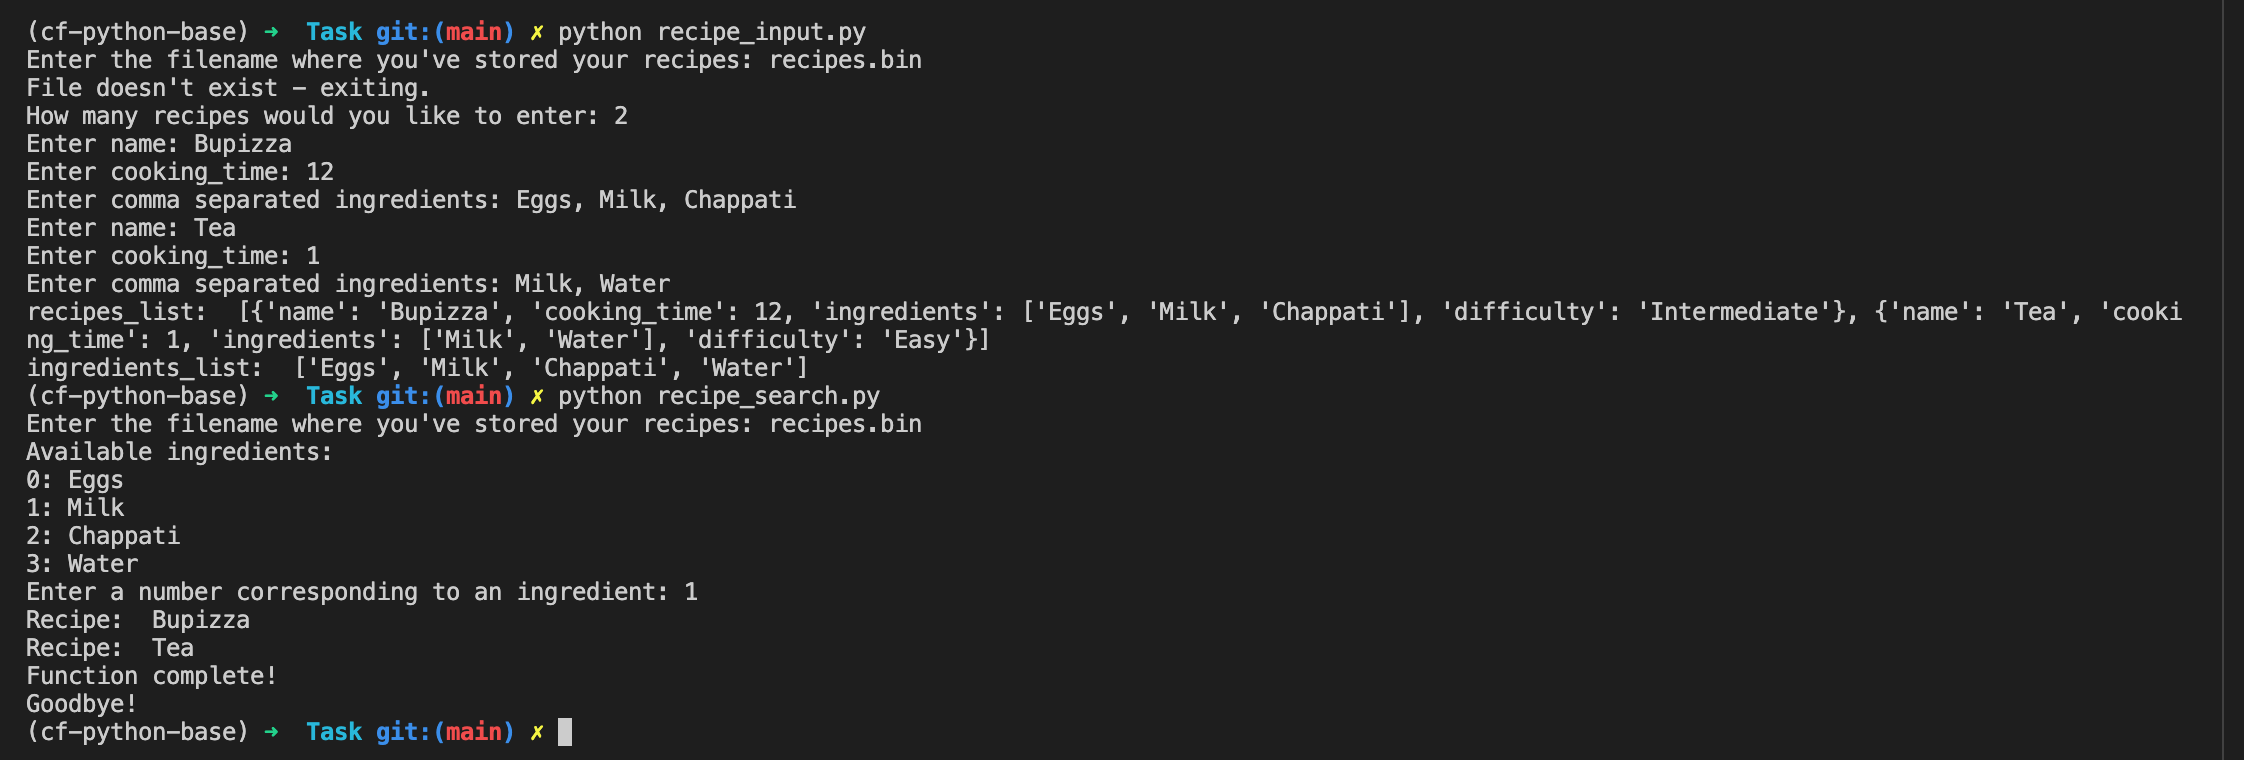 (cf-python-base) ➜  Task git:(main) ✗ python recipe_input.py
Enter the filename where you've stored your recipes: recipes.bin
File doesn't exist - exiting.
How many recipes would you like to enter: 2
Enter name: Bupizza
Enter cooking_time: 12
Enter comma separated ingredients: Eggs, Milk, Chappati
Enter name: Tea
Enter cooking_time: 1
Enter comma separated ingredients: Milk, Water
recipes_list:  [{'name': 'Bupizza', 'cooking_time': 12, 'ingredients': ['Eggs', 'Milk', 'Chappati'], 'difficulty': 'Intermediate'}, {'name': 'Tea', 'cooki
ng_time': 1, 'ingredients': ['Milk', 'Water'], 'difficulty': 'Easy'}]
ingredients_list:  ['Eggs', 'Milk', 'Chappati', 'Water']
(cf-python-base) ➜  Task git:(main) ✗ python recipe_search.py
Enter the filename where you've stored your recipes: recipes.bin
Available ingredients:
0: Eggs
1: Milk
2: Chappati
3: Water
Enter a number corresponding to an ingredient: 1
Recipe:  Bupizza
Recipe:  Tea
Function complete!
Goodbye!
(cf-python-base) ➜  Task git:(main) ✗